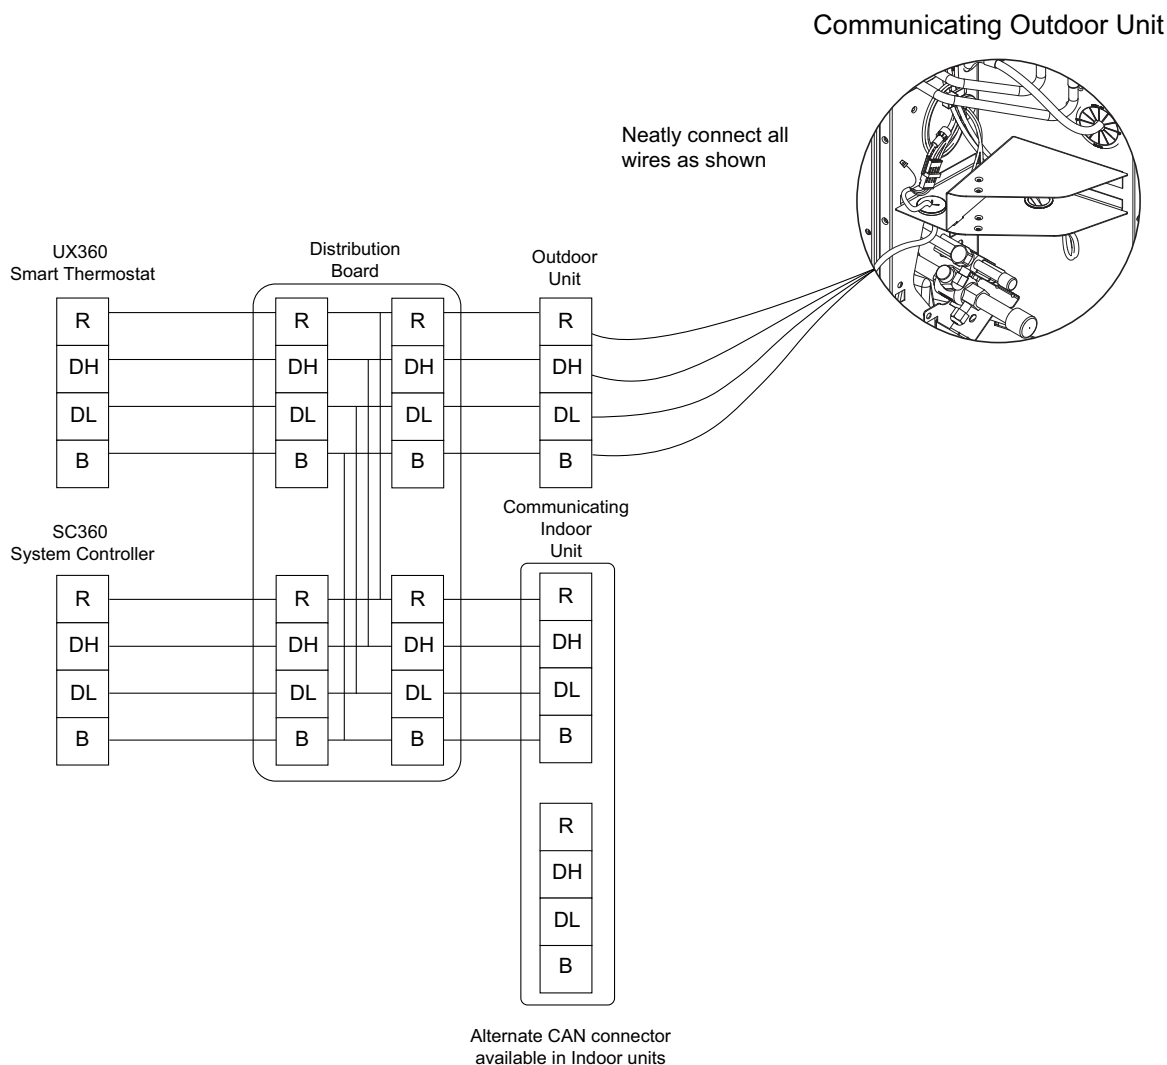 Communicating Outdoor Unit
Neatly connect all
wires as shown
UX360
Smart Thermostat
Distribution
Board
Outdoor
Unit
R R R R
DH DH DH DH
DL DL DL DL
B B B B
SC360
System Controller
Communicating
Indoor
Unit
R R R R
DH DH DH DH
DL DL DL DL
B B B B
R
DH
DL
B
Alternate CAN connector
available in Indoor units